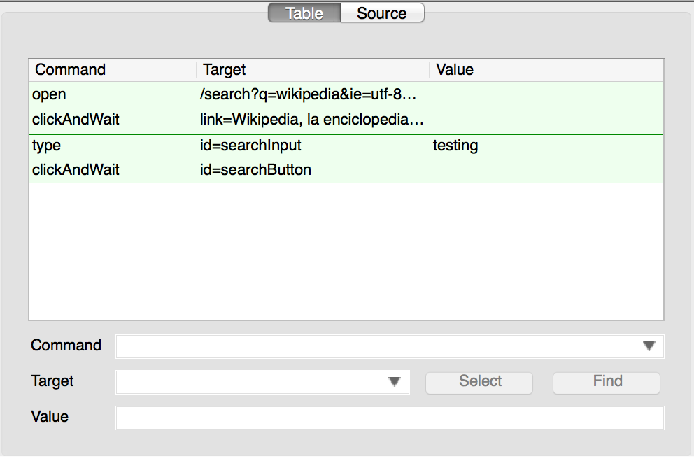 Table Source
Command Target Value
open /search?q=wikipedia&ie=utf-8...
clickAndWait link=Wikipedia, la enciclopedia...
type id=searchInput testing
clickAndWait id=searchButton
Command
Target Select Find
Value